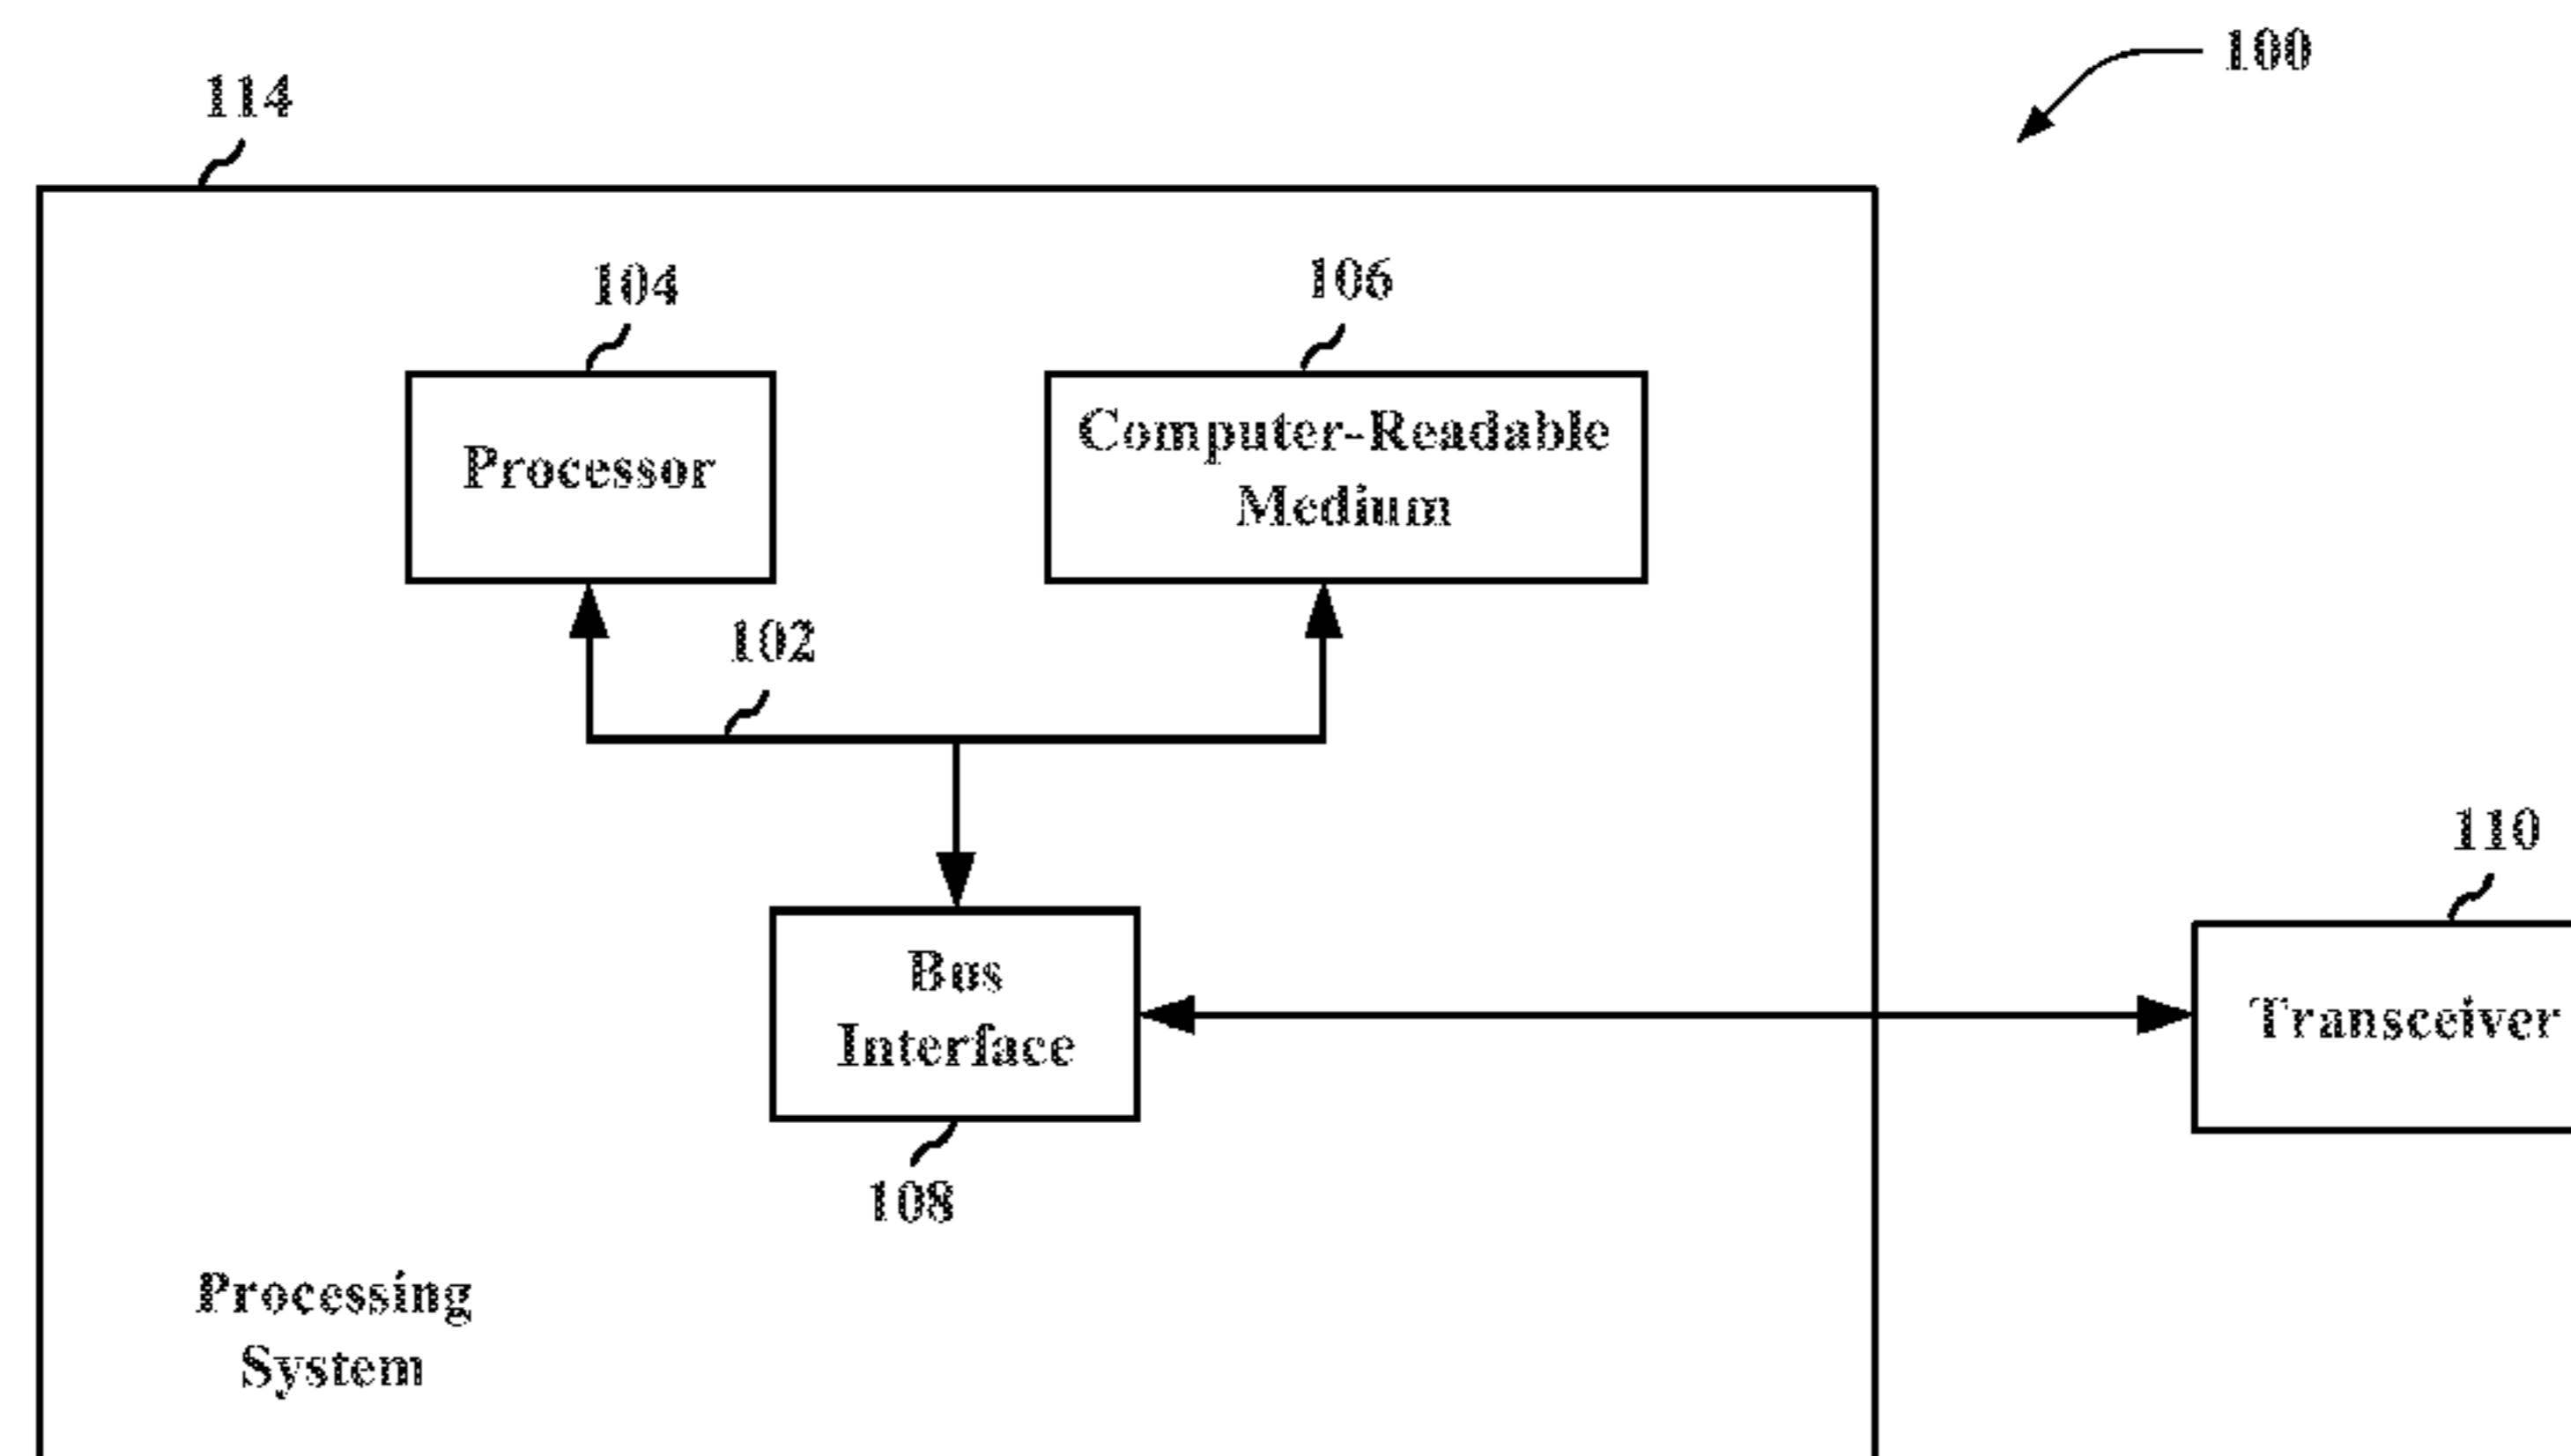 100
114
104
106
Processor
Computer-Readable
Medium
102
110
Bus
Interface
Transceiver
108
Processing
System